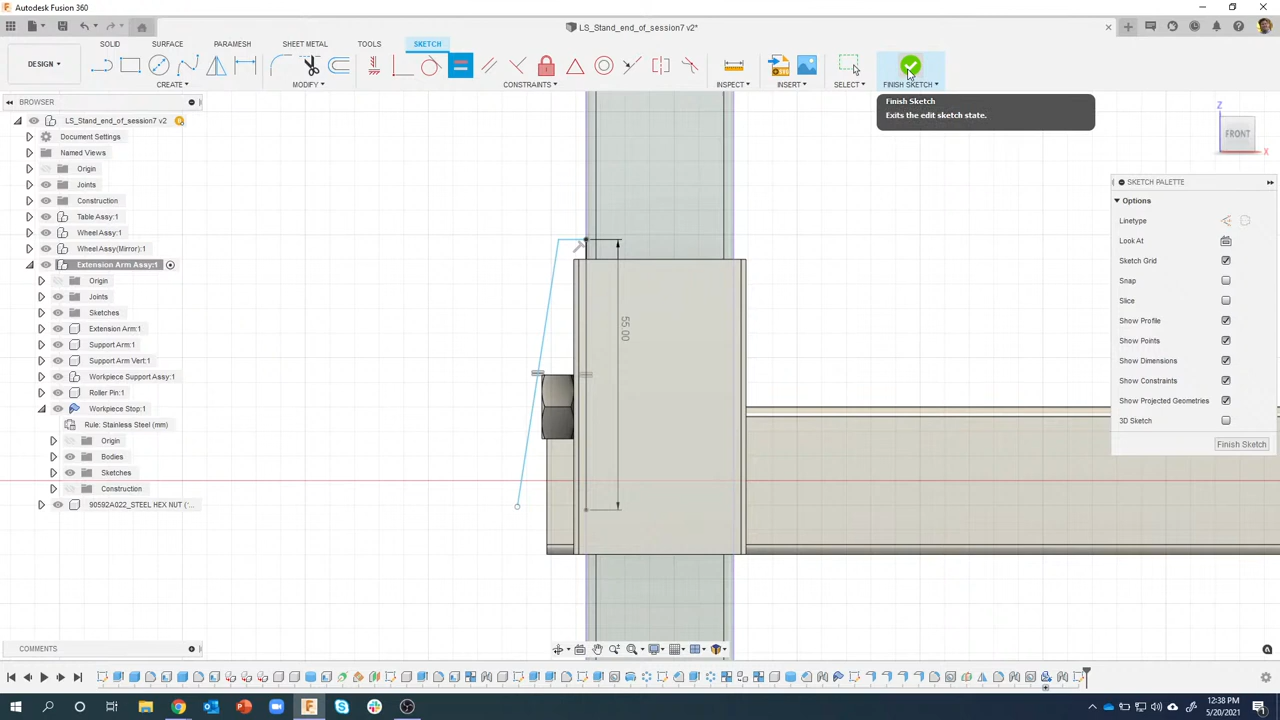 Autodesk Fusion 360
LS_Stand_end_of_session7 v2*
DESIGN
SOLID SURFACE PARAMESH SHEET METAL TOOLS SKETCH
CREATE MODIFY CONSTRAINTS INSPECT INSERT SELECT FINISH SKETCH
Finish Sketch
Exits the edit sketch state.
BROWSER
LS_Stand_end_of_session7 v2
Document Settings
Named Views
Origin
Joints
Construction
Table Assy:1
Wheel Assy:1
Wheel Assy(Mirror):1
Extension Arm Assy:1
Origin
Joints
Sketches
Extension Arm:1
Support Arm:1
Support Arm Vert:1
Workpiece Support Assy:1
Roller Pin:1
Workpiece Stop:1
Rule: Stainless Steel (mm)
Origin
Bodies
Sketches
Construction
90592A022_STEEL HEX NUT (...
COMMENTS
55.00
Z
FRONT
X
SKETCH PALETTE
Options
Linetype
Look At
Sketch Grid
Snap
Slice
Show Profile
Show Points
Show Dimensions
Show Constraints
Show Projected Geometries
3D Sketch
Finish Sketch
12:38 PM
5/20/2021